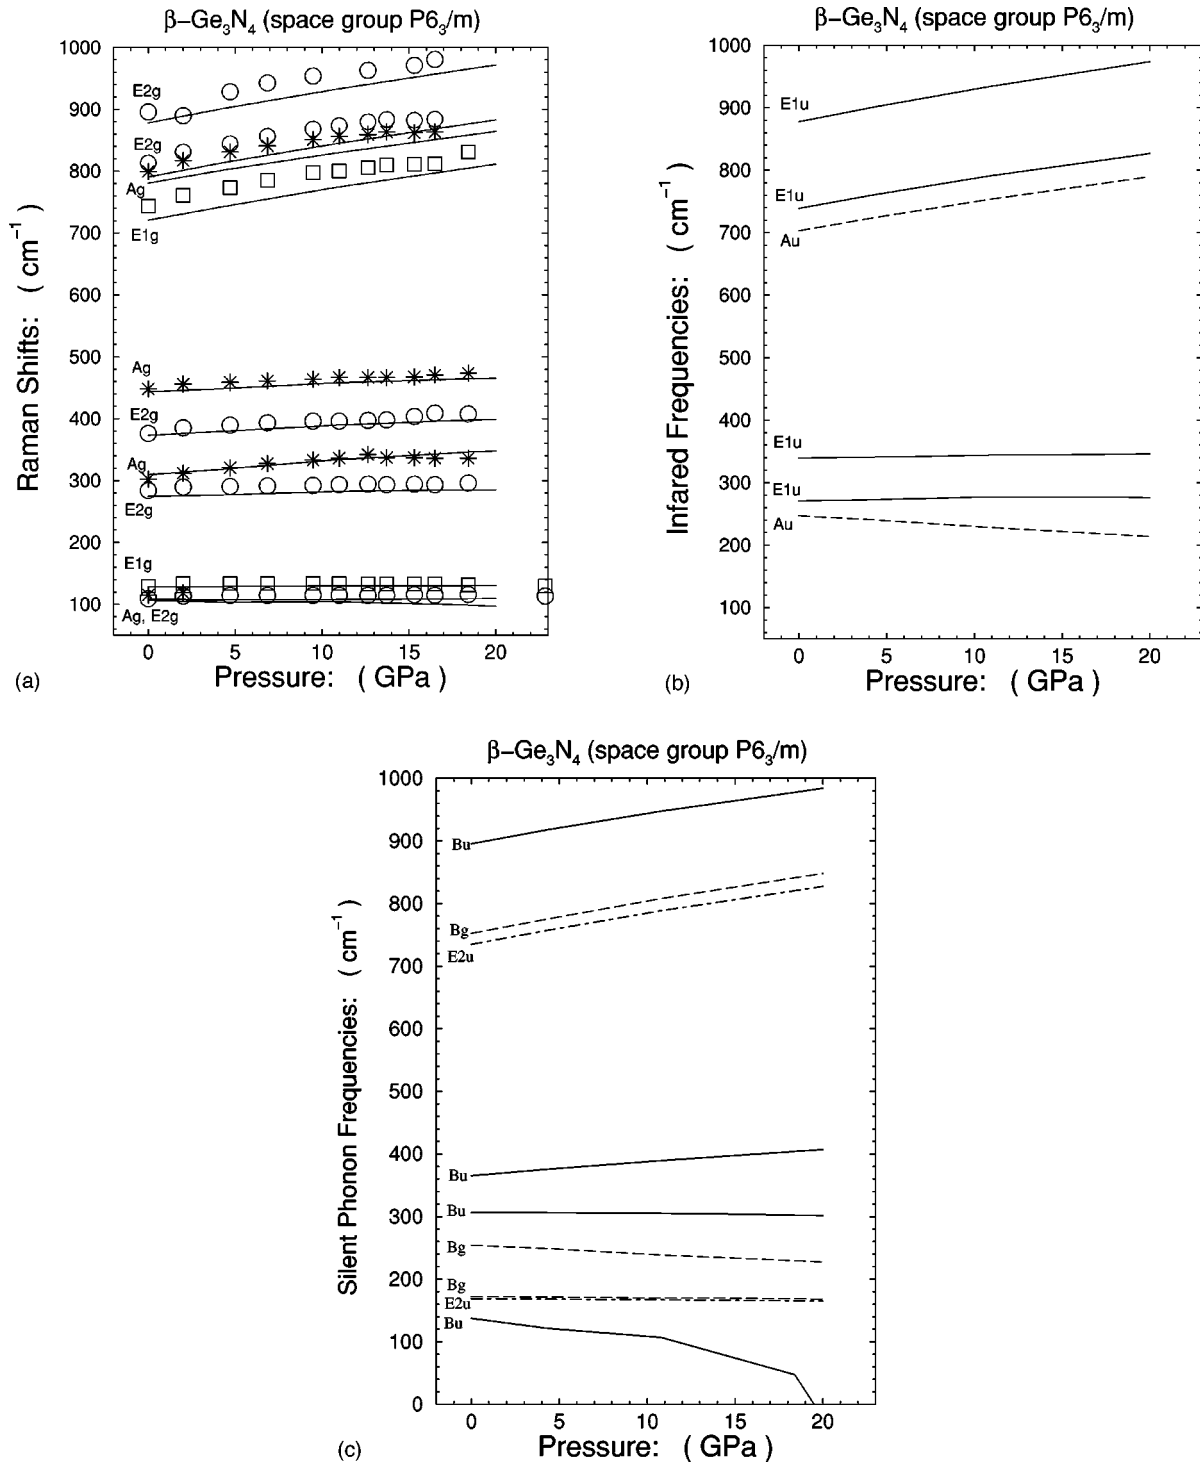 β−Ge₃N₄ (space group P6₃/m)
Raman Shifts: ( cm⁻¹ )
1000
900
800
700
600
500
400
300
200
100
E2g
E2g
Ag
E1g
Ag
E2g
Ag
E2g
E1g
Ag, E2g
0 5 10 15 20
Pressure: ( GPa )
(a)
β−Ge₃N₄ (space group P6₃/m)
Infared Frequencies: ( cm⁻¹ )
1000
900
800
700
600
500
400
300
200
100
E1u
E1u
Au
E1u
E1u
Au
0 5 10 15 20
Pressure: ( GPa )
(b)
β−Ge₃N₄ (space group P6₃/m)
Silent Phonon Frequencies: ( cm⁻¹ )
1000
900
800
700
600
500
400
300
200
100
0
Bu
Bg
E2u
Bu
Bu
Bg
Bg
E2u
Bu
0 5 10 15 20
Pressure: ( GPa )
(c)